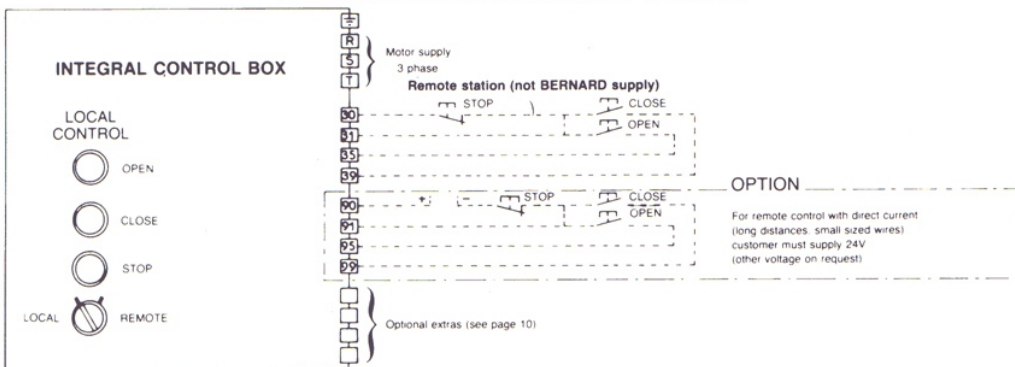 INTEGRAL CONTROL BOX
LOCAL
CONTROL
OPEN
CLOSE
STOP
LOCAL REMOTE
R
S
T
Motor supply
3 phase
Remote station (not BERNARD supply)
30
STOP
CLOSE
31
OPEN
35
39
OPTION
90
+ -
STOP
CLOSE
91
OPEN
95
99
For remote control with direct current
(long distances. small sized wires)
customer must supply 24V
(other voltage on request)
Optional extras (see page 10)